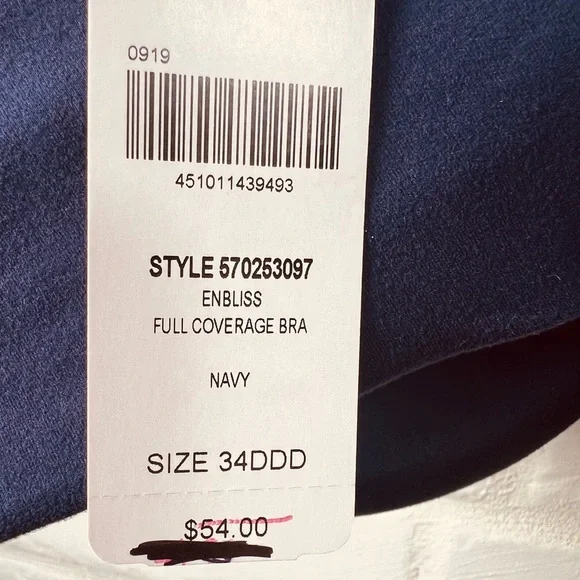 0919
451011439493
STYLE 570253097
ENBLISS
FULL COVERAGE BRA
NAVY
SIZE 34DDD
$54.00